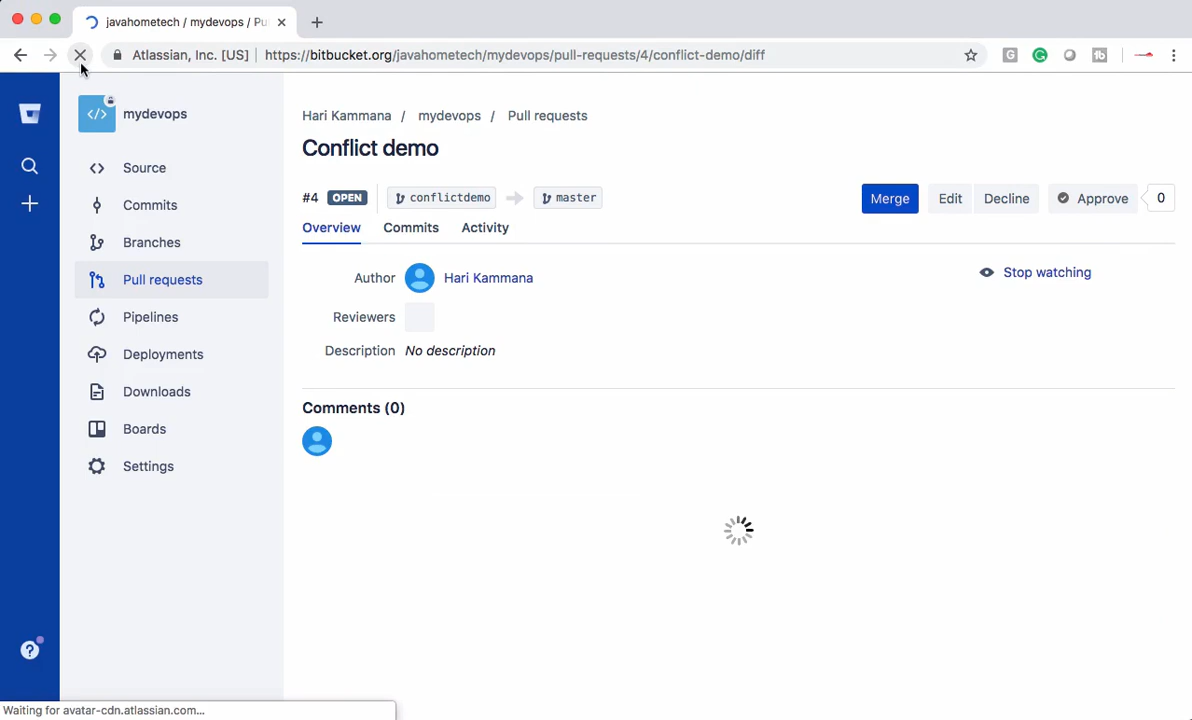 javahometech / mydevops / Pu
Atlassian, Inc. [US] | https://bitbucket.org/javahometech/mydevops/pull-requests/4/conflict-demo/diff
mydevops
Source
Commits
Branches
Pull requests
Pipelines
Deployments
Downloads
Boards
Settings
Hari Kammana / mydevops / Pull requests
Conflict demo
#4 OPEN conflictdemo master
Merge Edit Decline Approve 0
Overview Commits Activity
Author Hari Kammana
Stop watching
Reviewers
Description No description
Comments (0)
Waiting for avatar-cdn.atlassian.com...